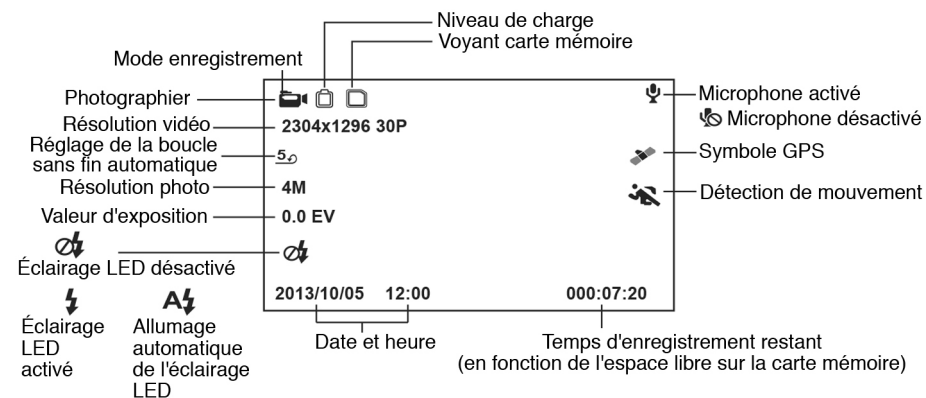 Niveau de charge
Voyant carte mémoire
Mode enregistrement
Photographier
Résolution vidéo
Réglage de la boucle
sans fin automatique
Résolution photo
Valeur d'exposition
Éclairage LED désactivé
Éclairage
LED
activé
A
Allumage
automatique
de l'éclairage
LED
2304x1296 30P
5
4M
0.0 EV
2013/10/05 12:00
000:07:20
Microphone activé
Microphone désactivé
Symbole GPS
Détection de mouvement
Date et heure
Temps d'enregistrement restant
(en fonction de l'espace libre sur la carte mémoire)